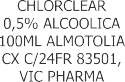 CHLORCLEAR
0,5% ALCOOLICA
100ML ALMOTOLIA
CX C/24FR 83501,
VIC PHARMA